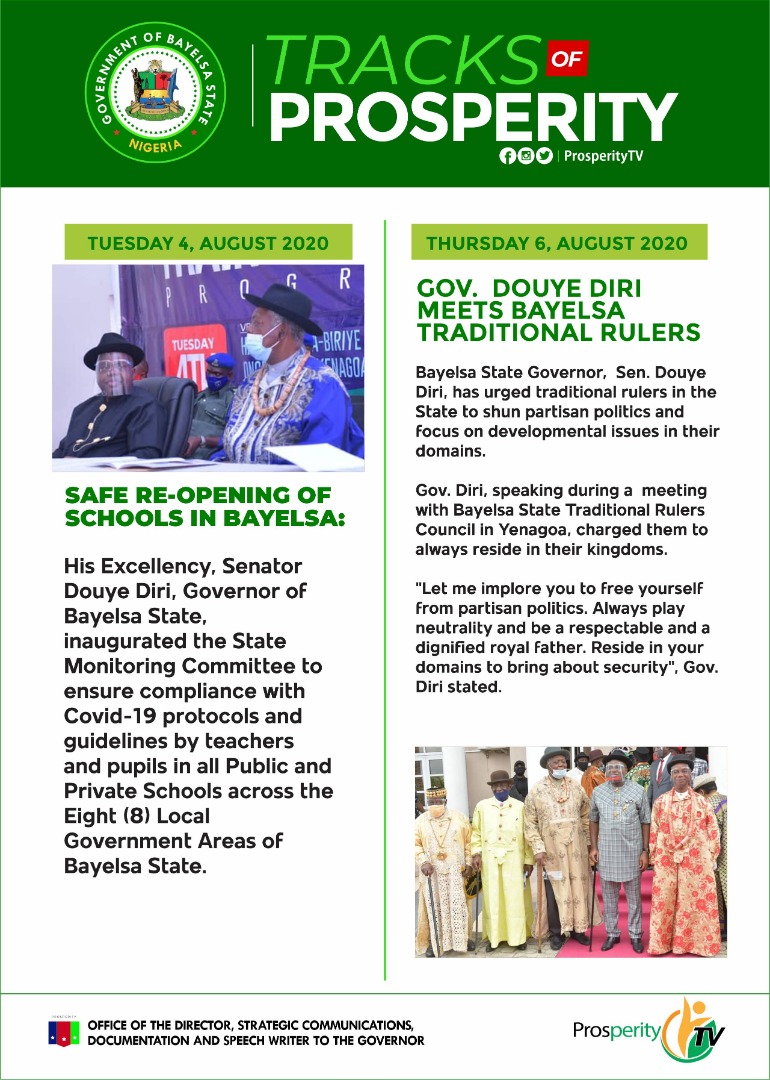 GOVERNMENT OF BAYELSA STATE
NIGERIA
TRACKS OF
PROSPERITY
| ProsperityTV
TUESDAY 4, AUGUST 2020
P R O G R
TUESDAY
4TH
A-BIRIYE
YENAGOA
SAFE RE-OPENING OF
SCHOOLS IN BAYELSA:
His Excellency, Senator
Douye Diri, Governor of
Bayelsa State,
inaugurated the State
Monitoring Committee to
ensure compliance with
Covid-19 protocols and
guidelines by teachers
and pupils in all Public and
Private Schools across the
Eight (8) Local
Government Areas of
Bayelsa State.
THURSDAY 6, AUGUST 2020
GOV. DOUYE DIRI
MEETS BAYELSA
TRADITIONAL RULERS
Bayelsa State Governor, Sen. Douye
Diri, has urged traditional rulers in the
State to shun partisan politics and
focus on developmental issues in their
domains.
Gov. Diri, speaking during a meeting
with Bayelsa State Traditional Rulers
Council in Yenagoa, charged them to
always reside in their kingdoms.
"Let me implore you to free yourself
from partisan politics. Always play
neutrality and be a respectable and a
dignified royal father. Reside in your
domains to bring about security", Gov.
Diri stated.
OFFICE OF THE DIRECTOR, STRATEGIC COMMUNICATIONS,
DOCUMENTATION AND SPEECH WRITER TO THE GOVERNOR
Prosperity TV